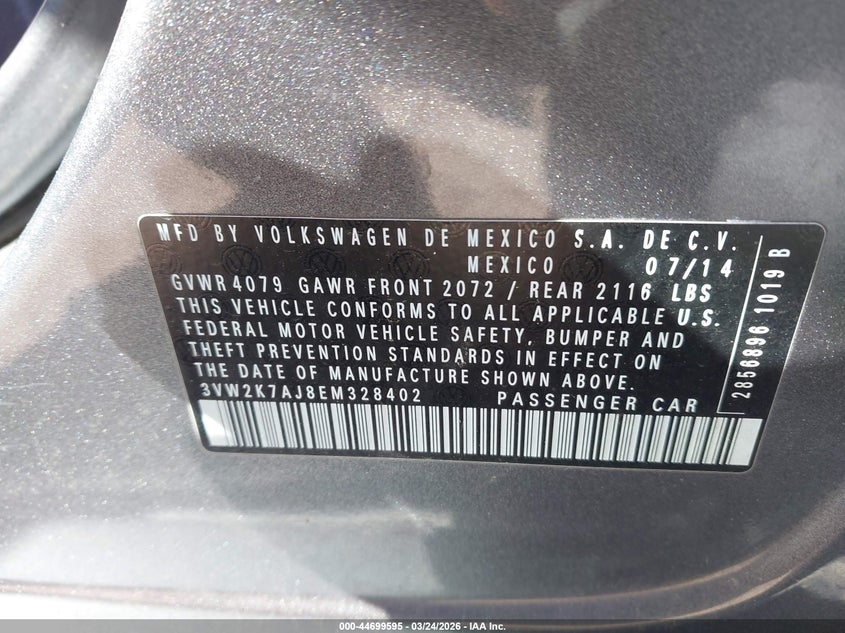 MFD BY VOLKSWAGEN DE MEXICO S.A. DE C.V.
MEXICO 07/14
GVWR 4079 GAWR FRONT 2072 / REAR 2116 LBS
THIS VEHICLE CONFORMS TO ALL APPLICABLE U.S.
FEDERAL MOTOR VEHICLE SAFETY, BUMPER AND
THEFT PREVENTION STANDARDS IN EFFECT ON
THE DATE OF MANUFACTURE SHOWN ABOVE.
3VW2K7AJ8EM328402 PASSENGER CAR
2856896 1019 B
000-44699595 - 03/24/2026 - IAA Inc.